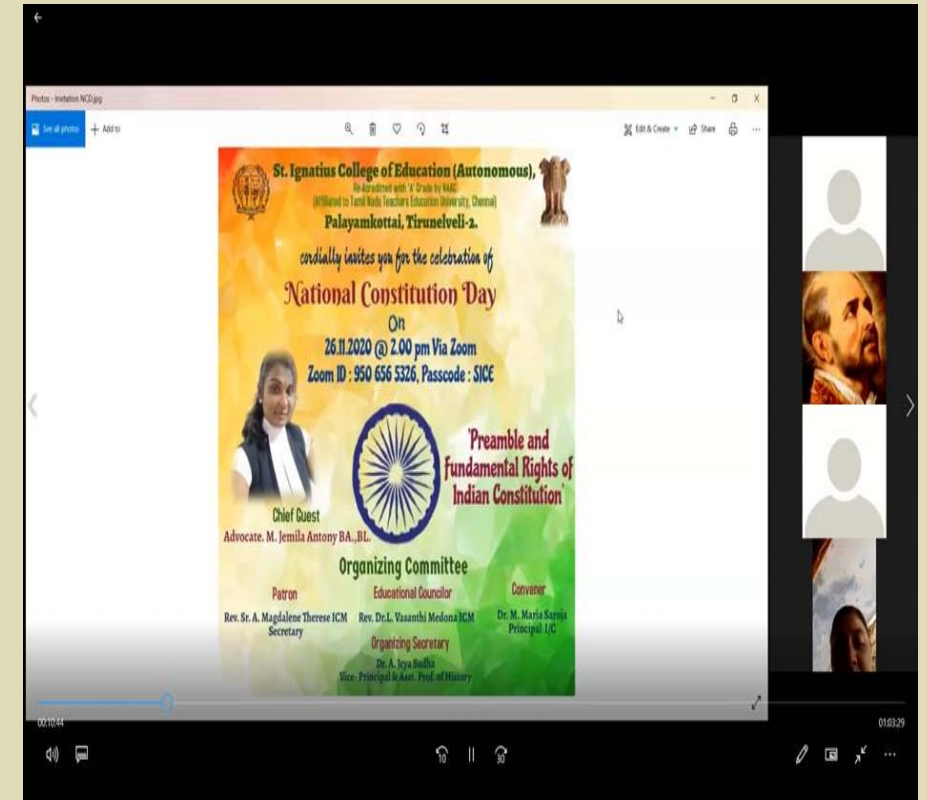 Photos - Invitation NCD.jpg
See all photos
Add to
Edit & Create
Share
St. Ignatius College of Education (Autonomous),
Re-Accredited with 'A' Grade by NAAC
(Affiliated to Tamil Nadu Teachers Education University, Chennai)
Palayamkottai, Tirunelveli-2.
cordially invites you for the celebration of
National Constitution Day
On
26.11.2020 @ 2.00 pm Via Zoom
Zoom ID : 950 656 5326, Passcode : SICE
'Preamble and
Fundamental Rights of
Indian Constitution'
Chief Guest
Advocate. M. Jemila Antony BA.,BL.
Organizing Committee
Patron
Rev. Sr. A. Magdalene Therese ICM
Secretary
Educational Councilor
Rev. Dr.L. Vasanthi Medona ICM
Convener
Dr. M. Maria Saroja
Principal I/C
Organizing Secretary
Dr. A. Jeya Sudha
Vice- Principal & Asst. Prof. of History
00:10:44
01:03:29
10
30